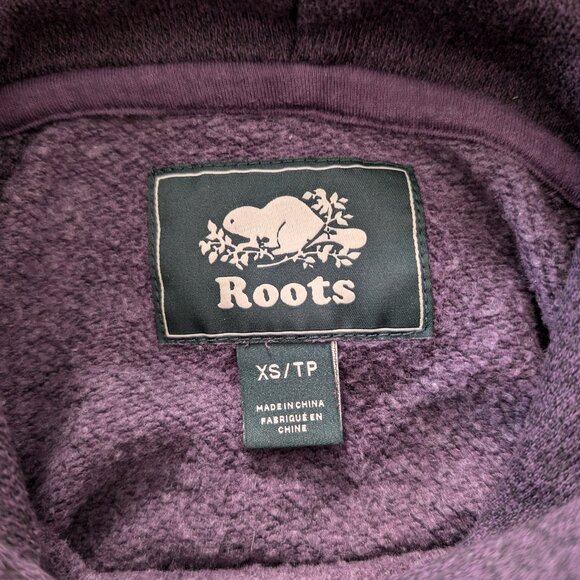 Roots
XS/TP
MADE IN CHINA
FABRIQUÉ EN
CHINE